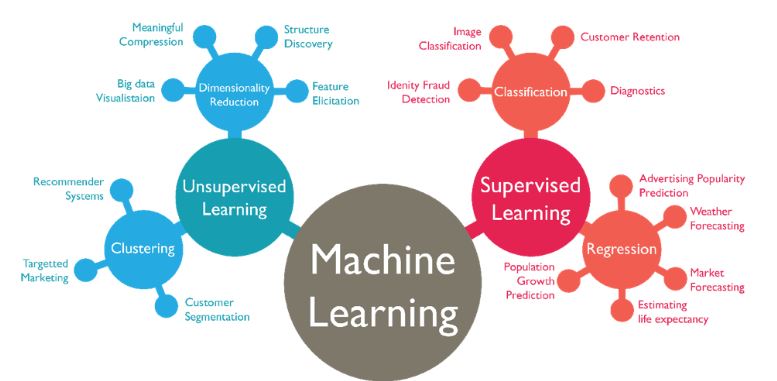 Meaningful
Compression
Structure
Discovery
Big data
Visualistaion
Dimensionality
Reduction
Feature
Elicitation
Unsupervised
Learning
Recommender
Systems
Clustering
Targetted
Marketing
Customer
Segmentation
Machine
Learning
Image
Classification
Customer Retention
Idenity Fraud
Detection
Classification
Diagnostics
Supervised
Learning
Advertising Popularity
Prediction
Weather
Forecasting
Regression
Population
Growth
Prediction
Market
Forecasting
Estimating
life expectancy